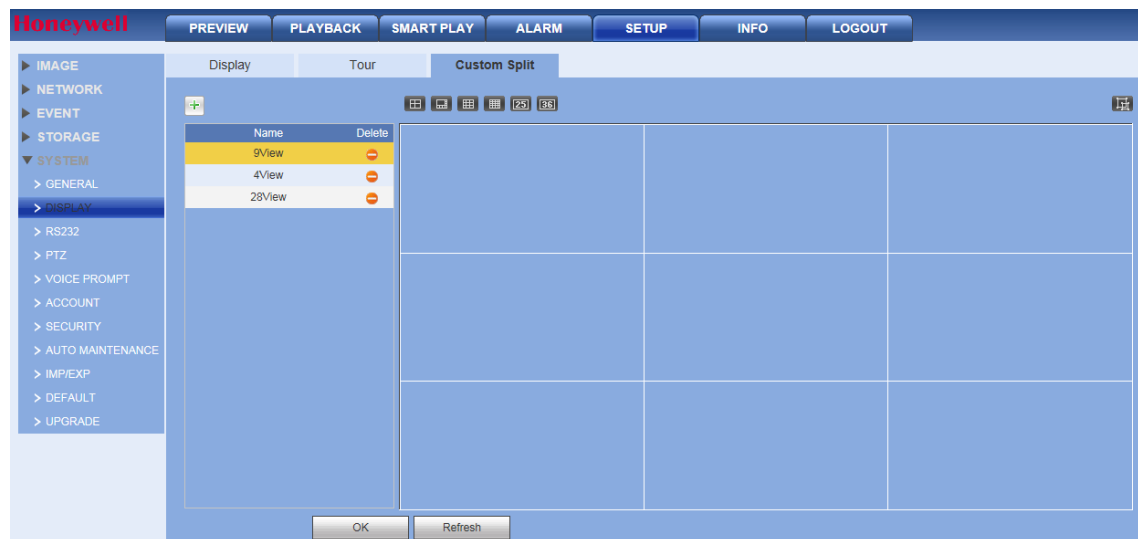 Honeywell
PREVIEW PLAYBACK SMART PLAY ALARM SETUP INFO LOGOUT
IMAGE
NETWORK
EVENT
STORAGE
SYSTEM
> GENERAL
> DISPLAY
> RS232
> PTZ
> VOICE PROMPT
> ACCOUNT
> SECURITY
> AUTO MAINTENANCE
> IMP/EXP
> DEFAULT
> UPGRADE
Display Tour Custom Split
25 36
Name Delete
9View
4View
28View
OK Refresh